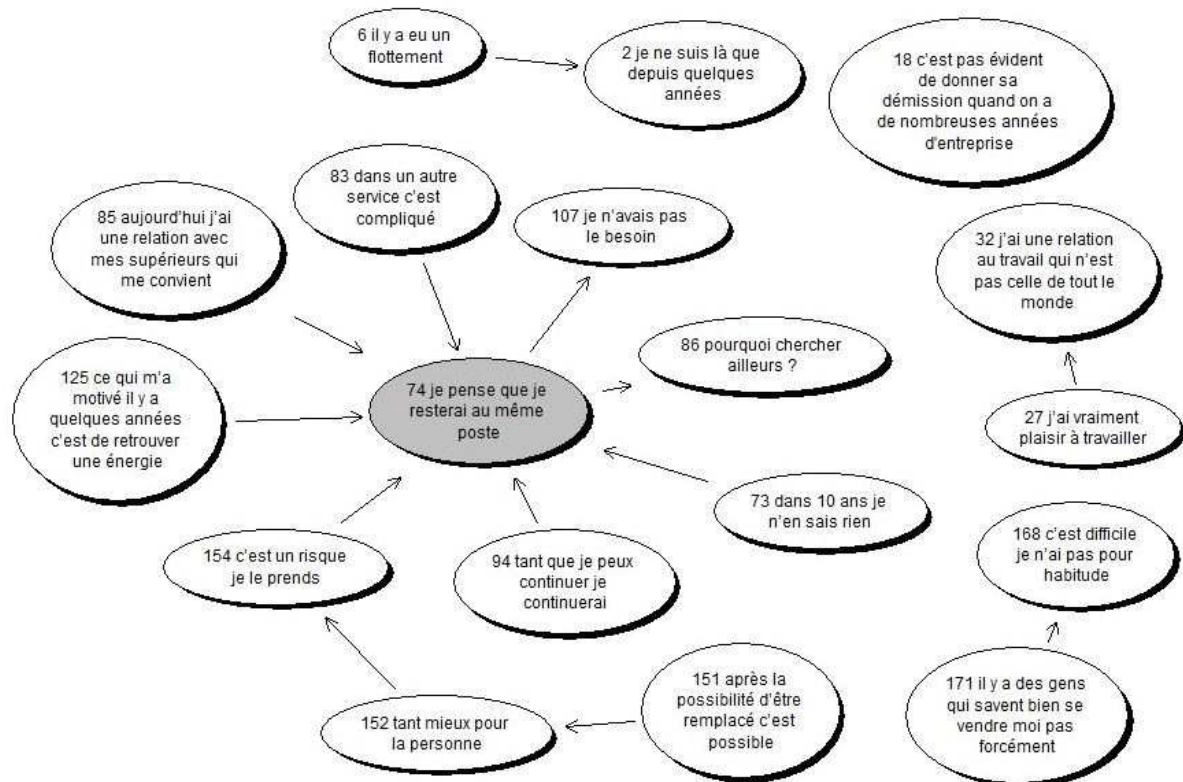 6 il y a eu un
flottement
2 je ne suis là que
depuis quelques
années
18 c'est pas évident
de donner sa
démission quand on a
de nombreuses années
d'entreprise
83 dans un autre
service c'est
compliqué
85 aujourd'hui j'ai
une relation avec
mes supérieurs qui
me convient
107 je n'avais pas
le besoin
32 j'ai une relation
au travail qui n'est
pas celle de tout le
monde
86 pourquoi chercher
ailleurs ?
125 ce qui m'a
motivé il y a
quelques années
c'est de retrouver
une énergie
74 je pense que je
resterai au même
poste
27 j'ai vraiment
plaisir à travailler
73 dans 10 ans je
n'en sais rien
154 c'est un risque
je le prends
94 tant que je peux
continuer je
continuerai
168 c'est difficile
je n'ai pas pour
habitude
151 après la
possibilité d'être
remplacé c'est
possible
152 tant mieux pour
la personne
171 il y a des gens
qui savent bien se
vendre moi pas
forcément